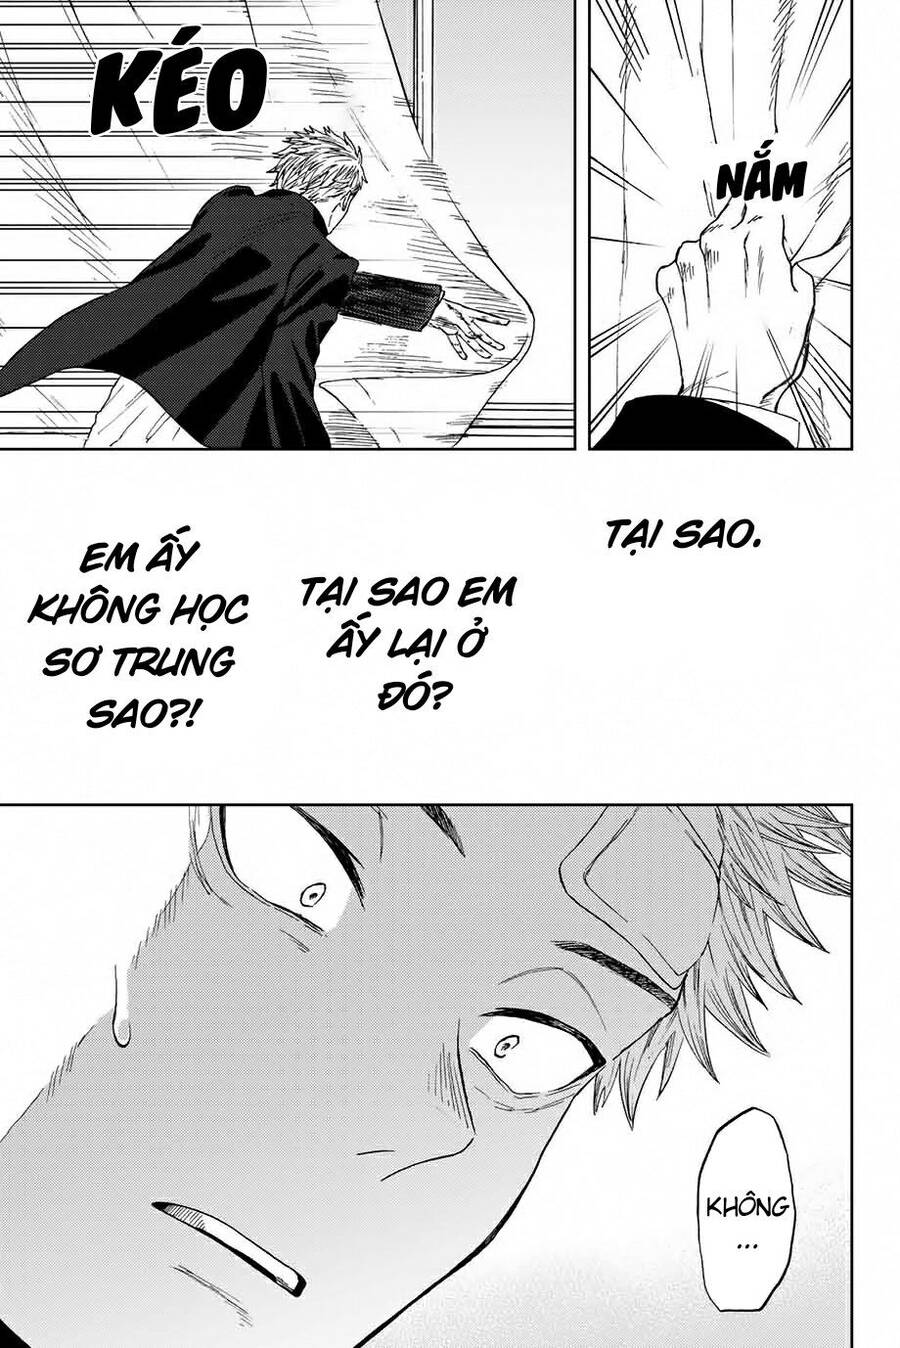 NẮM
KÉO
TẠI SAO.
TẠI SAO EM
ẤY LẠI Ở
ĐÓ?
EM ẤY
KHÔNG HỌC
SƠ TRUNG
SAO?!
KHÔNG
...